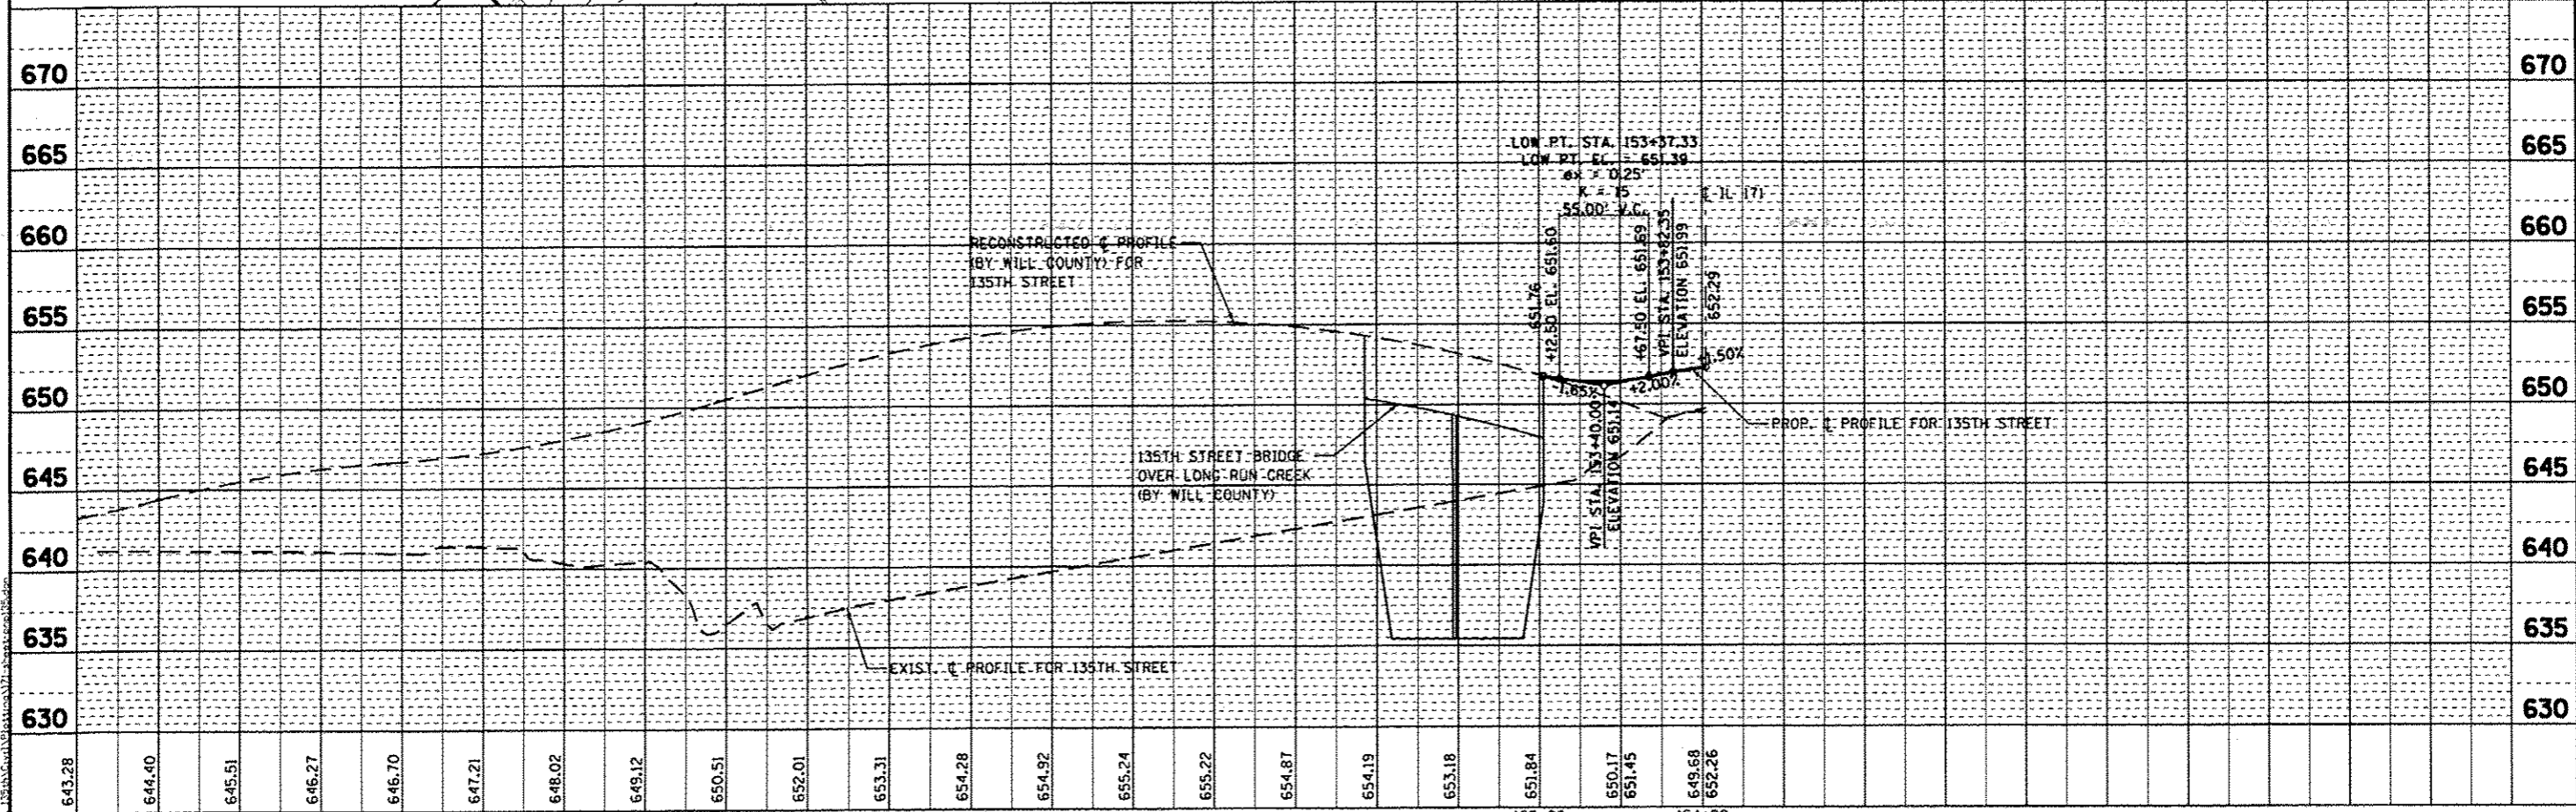 670
670
665
665
660
660
655
655
650
650
645
645
640
640
635
635
630
630
LOW PT. STA. 153+37.33
LOW PT. EL. = 651.39
ex = 0.25'
K = 15
55.00' V.C.
℄ IL 171
651.76
+12.50 EL. 651.60
+67.50 EL. 651.69
VPI STA. 153+82.35
ELEVATION 651.99
652.29
-1.65%
+2.00%
+1.50%
VPI STA. 153+40.00
ELEVATION 651.14
RECONSTRUCTED ℄ PROFILE
(BY WILL COUNTY) FOR
135TH STREET
PROP. ℄ PROFILE FOR 135TH STREET
135TH STREET BRIDGE
OVER LONG RUN CREEK
(BY WILL COUNTY)
EXIST. ℄ PROFILE FOR 135TH STREET
643.28
644.40
645.51
646.27
646.70
647.21
648.02
649.12
650.51
652.01
653.31
654.28
654.92
655.24
655.22
654.87
654.19
653.18
651.84
650.17
651.45
649.68
652.26